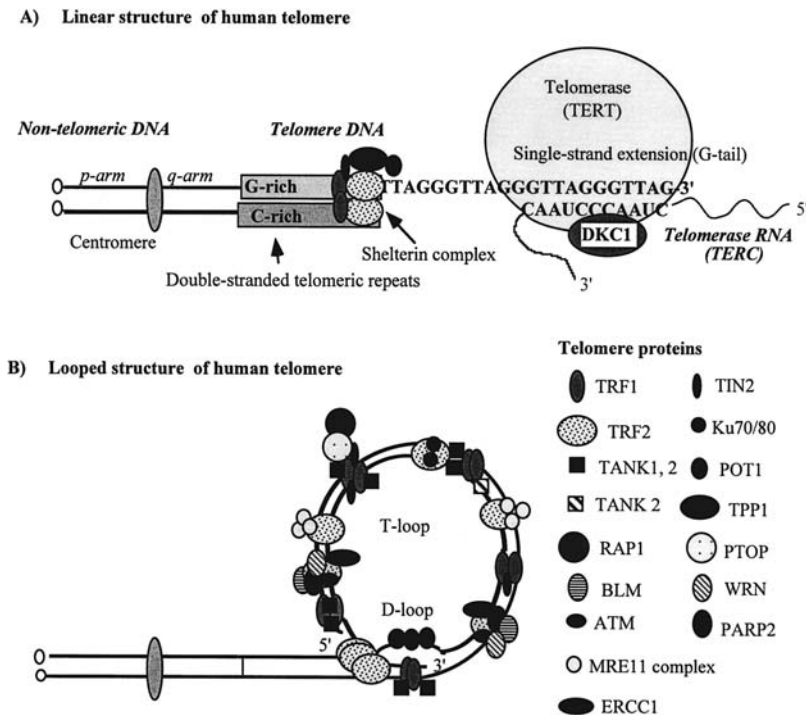 A) Linear structure of human telomere
Telomerase
(TERT)
Non-telomeric DNA
Telomere DNA
Single-strand extension (G-tail)
p-arm
q-arm
G-rich
TTAGGGTTAGGGTTAGGGTTAG-3'
C-rich
CAAUCCCAAUC
5'
DKC1
Centromere
Shelterin complex
Telomerase RNA
(TERC)
Double-stranded telomeric repeats
3'
B) Looped structure of human telomere
T-loop
D-loop
5'
3'
Telomere proteins
TRF1
TIN2
TRF2
Ku70/80
TANK1, 2
POT1
TANK 2
TPP1
RAP1
PTOP
BLM
WRN
ATM
PARP2
MRE11 complex
ERCC1